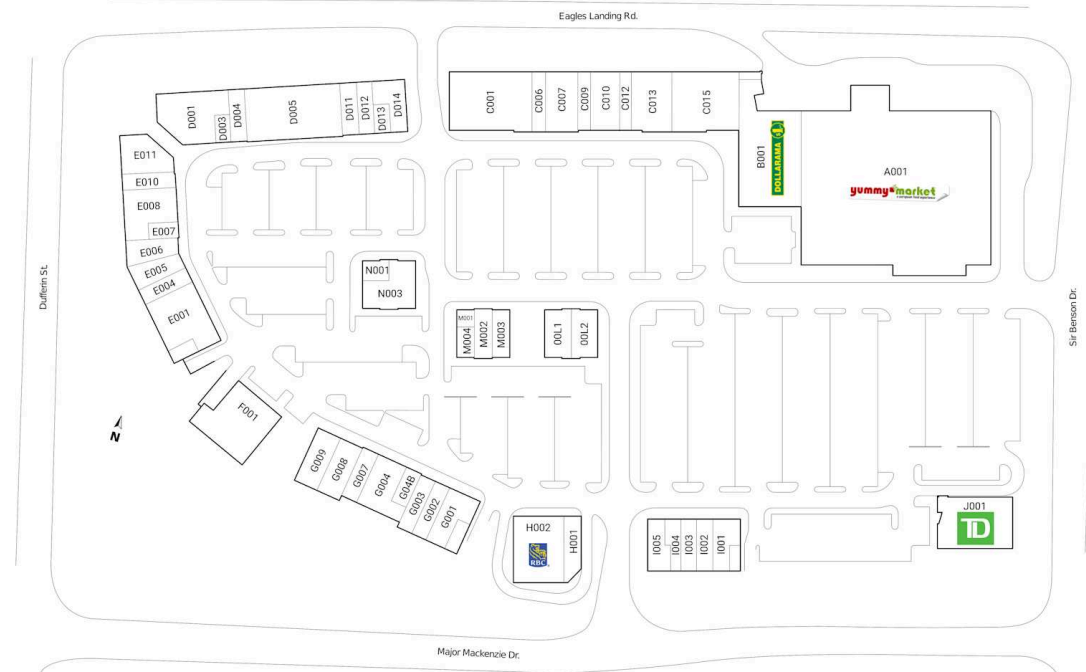 Eagles Landing Rd.
D001
D003
D004
D005
D011
D012
D013
D014
C001
C006
C007
C009
C010
C012
C013
C015
B001
DOLLARAMA
A001
yummy market
E011
E010
E008
E007
E006
E005
E004
E001
N001
N003
M001
M004
M002
M003
00L1
00L2
Dufferin St.
Sir Benson Dr.
F001
N
G009
G008
G007
G004
G04B
G003
G002
G001
H002
RBC
H001
I005
I004
I003
I002
I001
J001
TD
Major Mackenzie Dr.